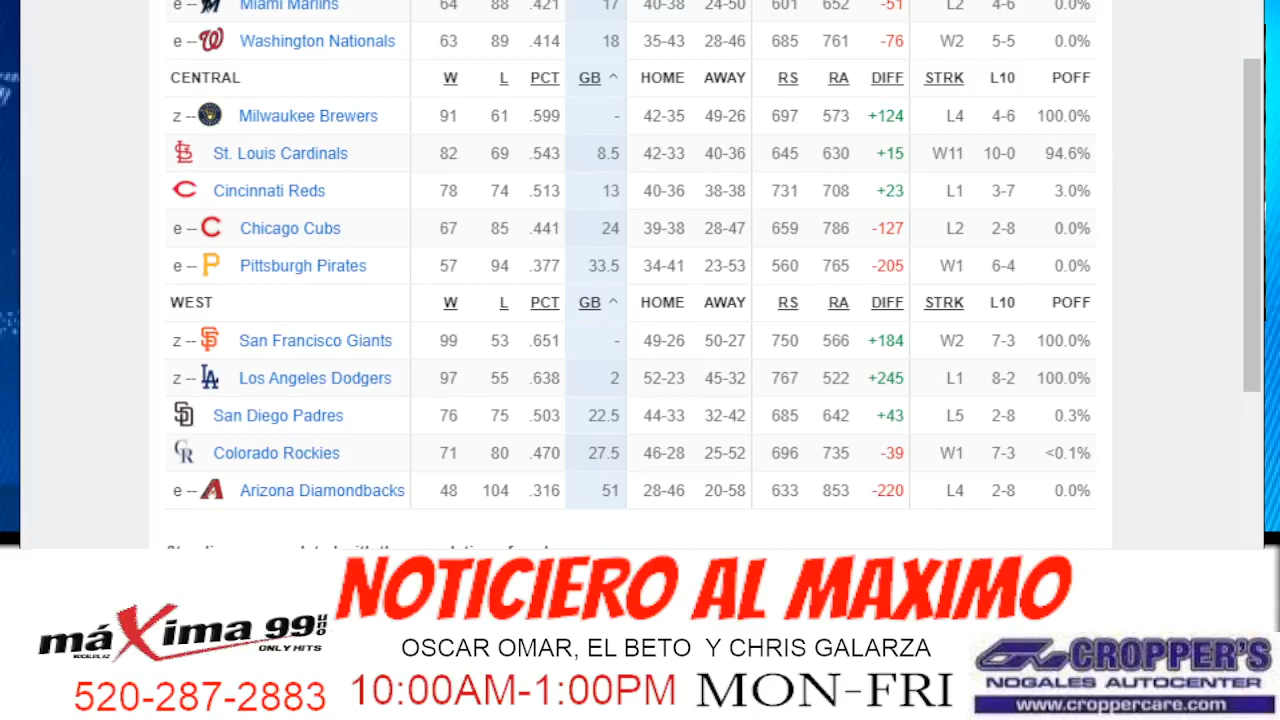 e -- Miami Marlins 64 88 .421 17 40-38 24-50 601 652 -51 L2 4-6 0.0%
e -- Washington Nationals 63 89 .414 18 35-43 28-46 685 761 -76 W2 5-5 0.0%
CENTRAL W L PCT GB ^ HOME AWAY RS RA DIFF STRK L10 POFF
z -- Milwaukee Brewers 91 61 .599 - 42-35 49-26 697 573 +124 L4 4-6 100.0%
St. Louis Cardinals 82 69 .543 8.5 42-33 40-36 645 630 +15 W11 10-0 94.6%
Cincinnati Reds 78 74 .513 13 40-36 38-38 731 708 +23 L1 3-7 3.0%
e -- Chicago Cubs 67 85 .441 24 39-38 28-47 659 786 -127 L2 2-8 0.0%
e -- Pittsburgh Pirates 57 94 .377 33.5 34-41 23-53 560 765 -205 W1 6-4 0.0%
WEST W L PCT GB ^ HOME AWAY RS RA DIFF STRK L10 POFF
z -- San Francisco Giants 99 53 .651 - 49-26 50-27 750 566 +184 W2 7-3 100.0%
z -- Los Angeles Dodgers 97 55 .638 2 52-23 45-32 767 522 +245 L1 8-2 100.0%
San Diego Padres 76 75 .503 22.5 44-33 32-42 685 642 +43 L5 2-8 0.3%
Colorado Rockies 71 80 .470 27.5 46-28 25-52 696 735 -39 W1 7-3 <0.1%
e -- Arizona Diamondbacks 48 104 .316 51 28-46 20-58 633 853 -220 L4 2-8 0.0%
NOTICIERO AL MAXIMO
máXima 99
ONLY HITS
NOGALES, AZ
OSCAR OMAR, EL BETO Y CHRIS GALARZA
520-287-2883
10:00AM-1:00PM MON-FRI
CROPPER'S
NOGALES AUTOCENTER
www.croppercare.com